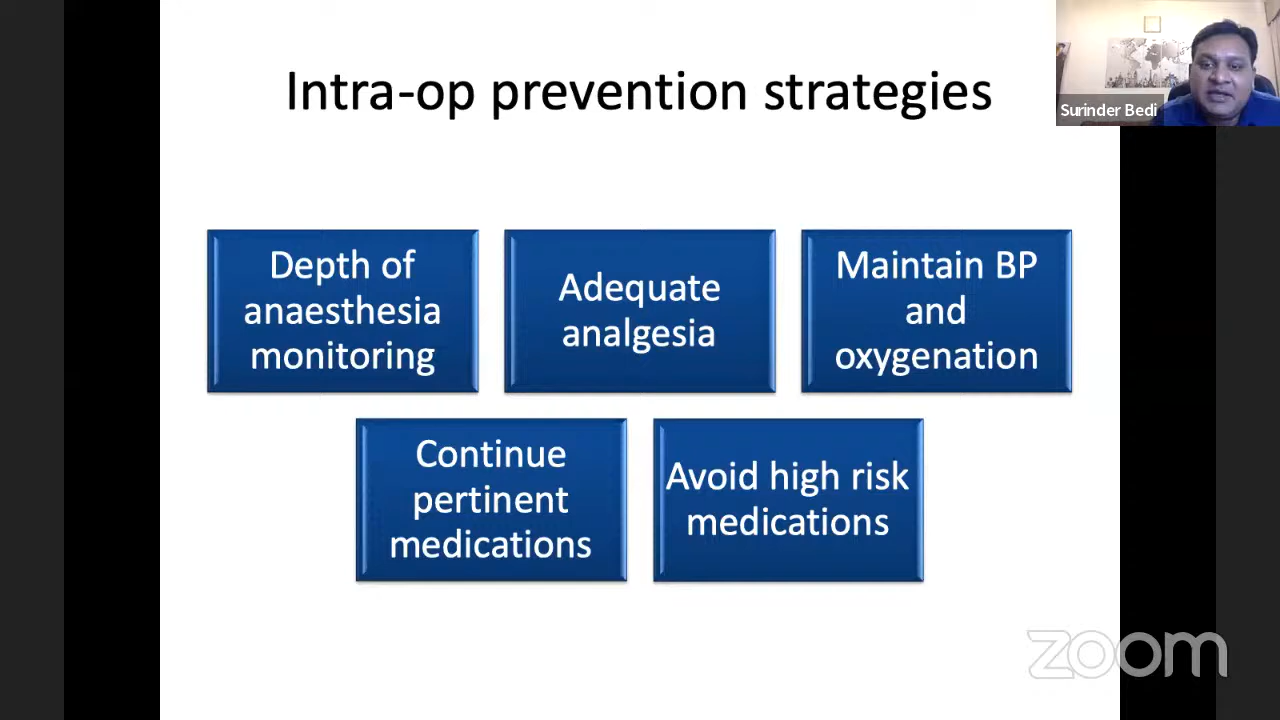 Intra-op prevention strategies
Surinder Bedi
Depth of
anaesthesia
monitoring
Adequate
analgesia
Maintain BP
and
oxygenation
Continue
pertinent
medications
Avoid high risk
medications
zoom